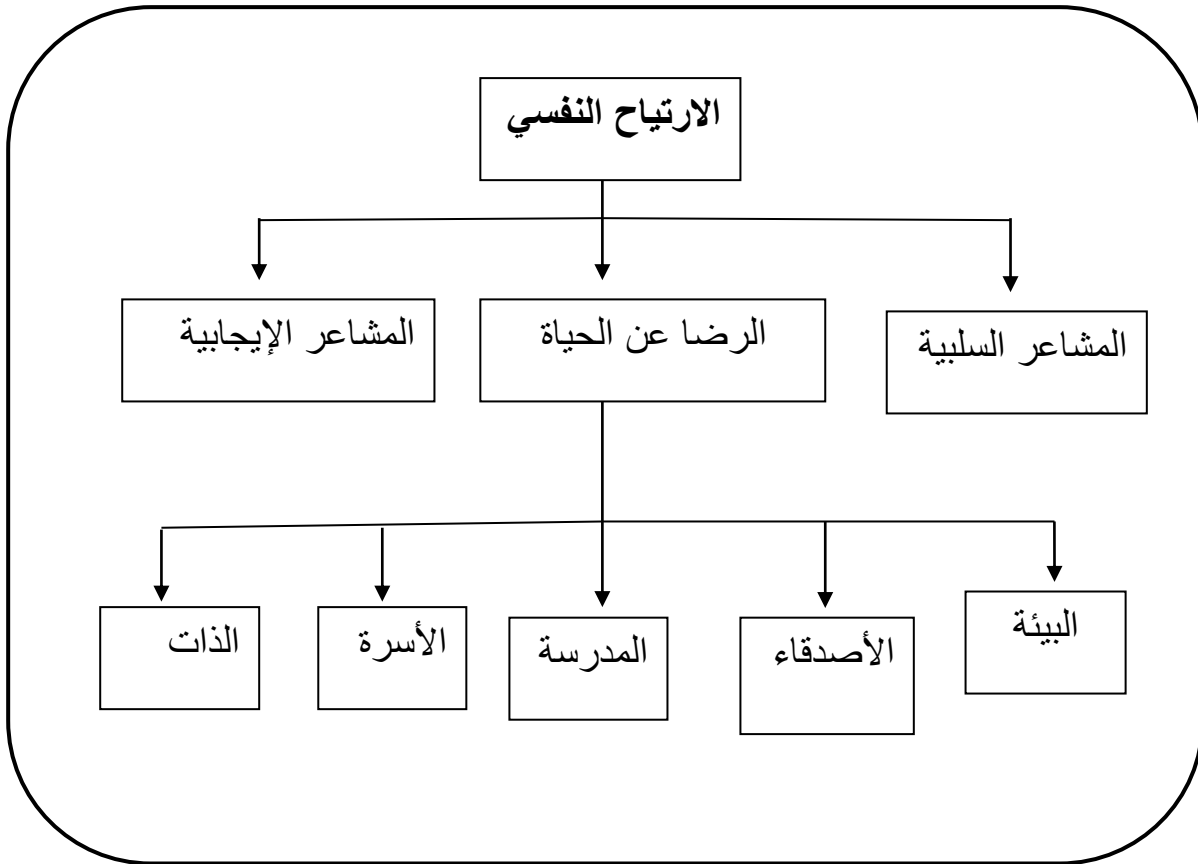 الارتياح النفسي
المشاعر السلبية
الرضا عن الحياة
المشاعر الإيجابية
البيئة
الأصدقاء
المدرسة
الأسرة
الذات